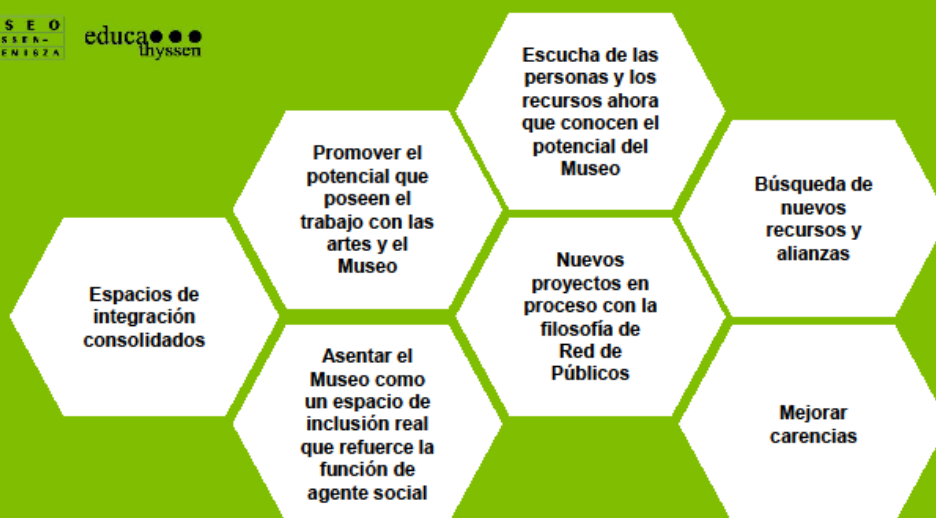 S E O
S S E N -
E N I S Z A
educa
thyssen
Escucha de las
personas y los
recursos ahora
que conocen el
potencial del
Museo
Promover el
potencial que
poseen el
trabajo con las
artes y el
Museo
Búsqueda de
nuevos
recursos y
alianzas
Nuevos
proyectos en
proceso con la
filosofía de
Red de
Públicos
Espacios de
integración
consolidados
Asentar el
Museo como
un espacio de
inclusión real
que refuerce la
función de
agente social
Mejorar
carencias